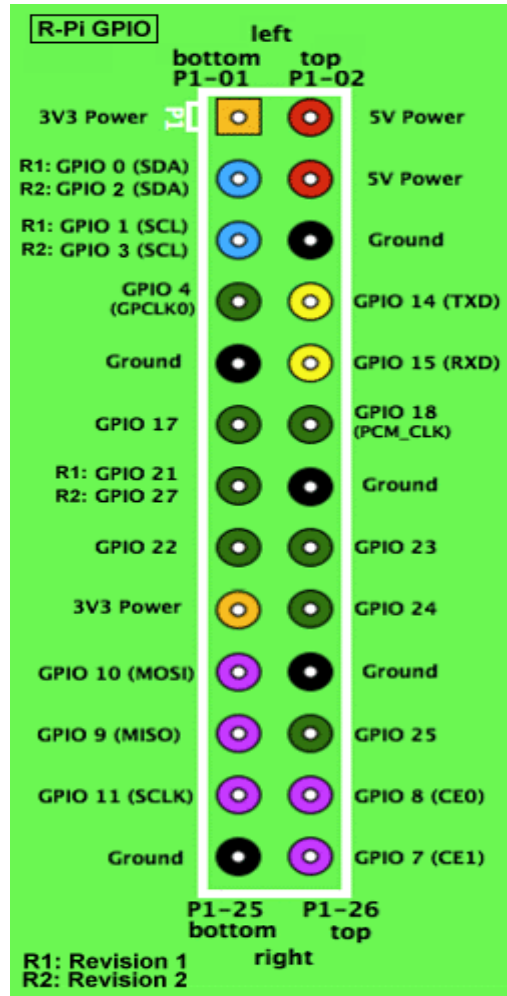 R-Pi GPIO
left
bottom top
P1-01 P1-02
3V3 Power P1 5V Power
R1: GPIO 0 (SDA)
R2: GPIO 2 (SDA)
5V Power
R1: GPIO 1 (SCL)
R2: GPIO 3 (SCL)
Ground
GPIO 4
(GPCLK0)
GPIO 14 (TXD)
Ground GPIO 15 (RXD)
GPIO 17
GPIO 18
(PCM_CLK)
R1: GPIO 21
R2: GPIO 27
Ground
GPIO 22 GPIO 23
3V3 Power GPIO 24
GPIO 10 (MOSI) Ground
GPIO 9 (MISO) GPIO 25
GPIO 11 (SCLK) GPIO 8 (CE0)
Ground GPIO 7 (CE1)
P1-25 P1-26
bottom top
right
R1: Revision 1
R2: Revision 2